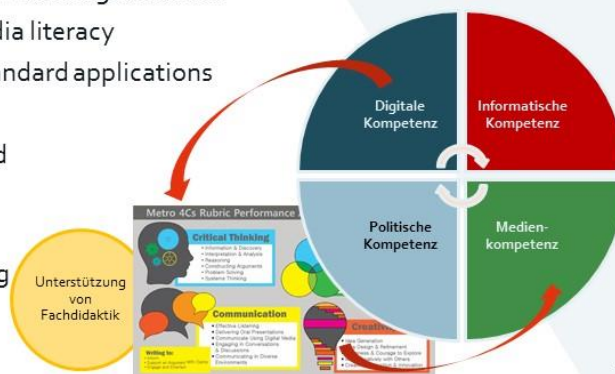 dia literacy
andard applications
Digitale
Kompetenz
Informatische
Kompetenz
Politische
Kompetenz
Medien-
kompetenz
Unterstützung
von
Fachdidaktik
Metro 4Cs Rubric Performance
Critical Thinking
• Information & Discovery
• Interpretation & Analysis
• Reasoning
• Constructing Arguments
• Problem Solving
• Systems Thinking
Communication
• Effective Listening
• Delivering Oral Presentations
• Communicate Using Digital Media
• Engaging in Conversations
& Discussions
• Communicating in Diverse
Environments
Idea Generation
& Refinement
& Courage to Explore
with Others
& Innovation